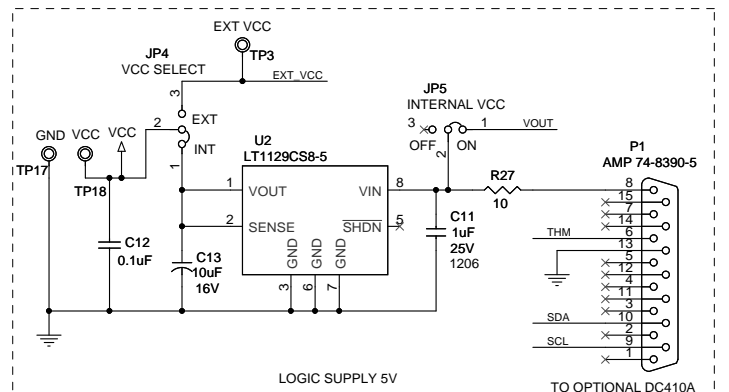 EXT VCC
TP3
JP4
VCC SELECT
EXT_VCC
3
EXT
2
INT
1
GND
VCC
VCC
TP17
TP18
C12
0.1uF
C13
10uF
16V
U2
LT1129CS8-5
1
VOUT
VIN
8
2
SENSE
SHDN
5
GND
GND
GND
3
6
7
JP5
INTERNAL VCC
3
1
VOUT
OFF
ON
2
C11
1uF
25V
1206
R27
10
P1
AMP 74-8390-5
8
15
7
14
THM
6
13
5
12
4
11
3
SDA
10
2
SCL
9
1
LOGIC SUPPLY 5V
TO OPTIONAL DC410A